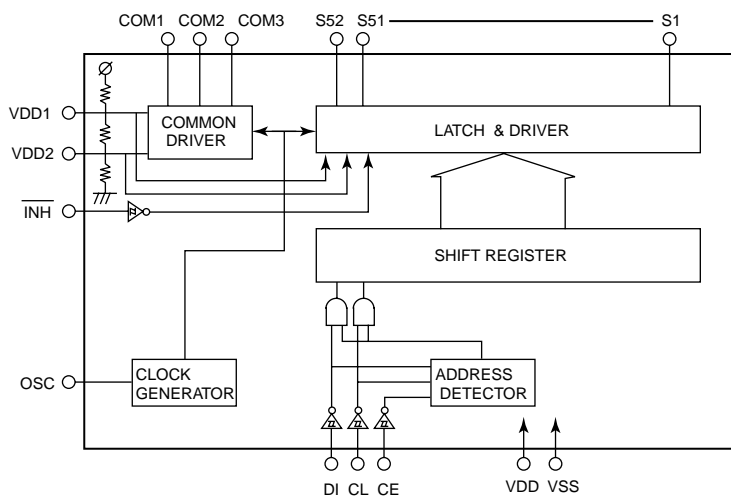 COM1 COM2 COM3 S52 S51 S1
VDD1
COMMON
DRIVER
LATCH & DRIVER
VDD2
INH
SHIFT REGISTER
OSC
CLOCK
GENERATOR
ADDRESS
DETECTOR
DI CL CE VDD VSS